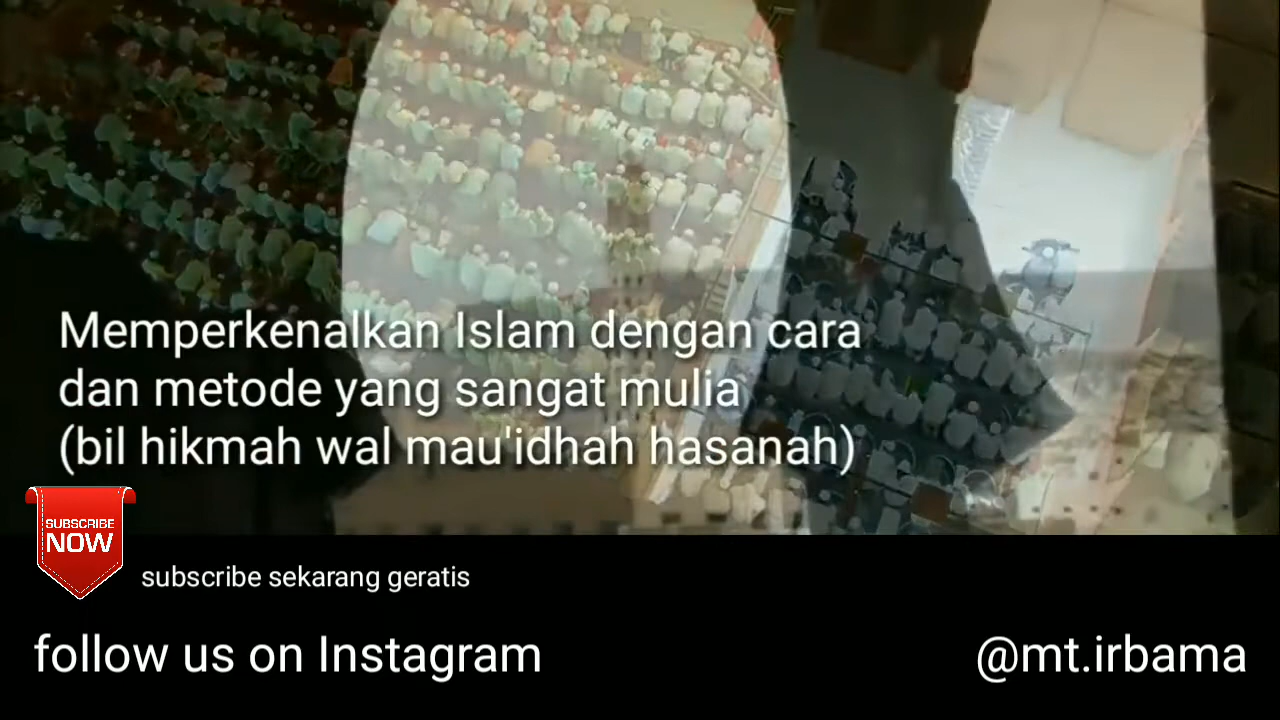 Memperkenalkan Islam dengan cara
dan metode yang sangat mulia
(bil hikmah wal mau'idhah hasanah)
SUBSCRIBE
NOW
subscribe sekarang geratis
follow us on Instagram
@mt.irbama